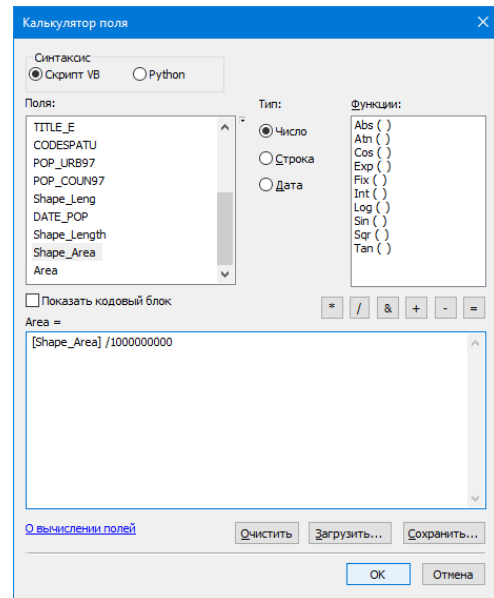 Калькулятор поля
Синтаксис
Скрипт VB Python
Поля:
TITLE_E
CODESPATU
POP_URB97
POP_COUN97
Shape_Leng
DATE_POP
Shape_Length
Shape_Area
Area
Тип:
Число
Строка
Дата
Функции:
Abs ( )
Atn ( )
Cos ( )
Exp ( )
Fix ( )
Int ( )
Log ( )
Sin ( )
Sqr ( )
Tan ( )
Показать кодовый блок
* / & + - =
Area =
[Shape_Area] /1000000000
О вычислении полей
Очистить Загрузить... Сохранить...
OK Отмена